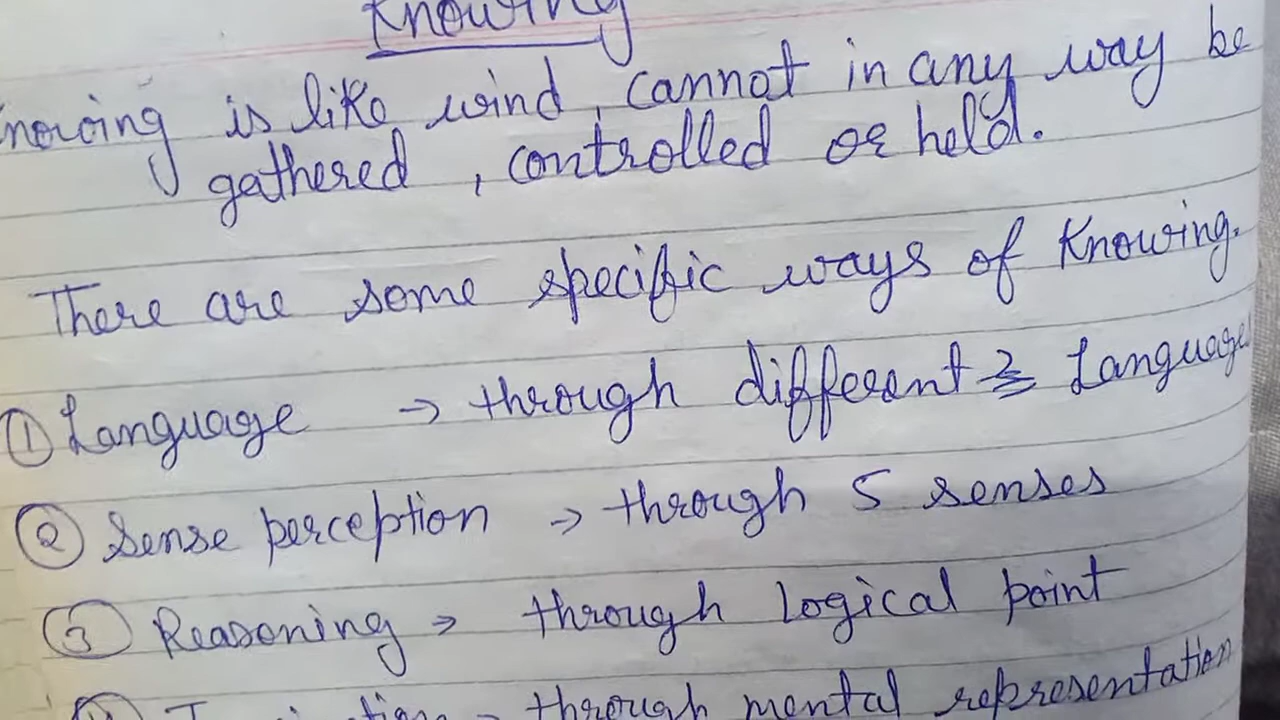 Knowing
Knowing is like wind, cannot in any way be
gathered, controlled or held.
There are some specific ways of Knowing.
① Language → through different Language
② Sense perception → through 5 senses
③ Reasoning → through Logical point
④ → through mental representation